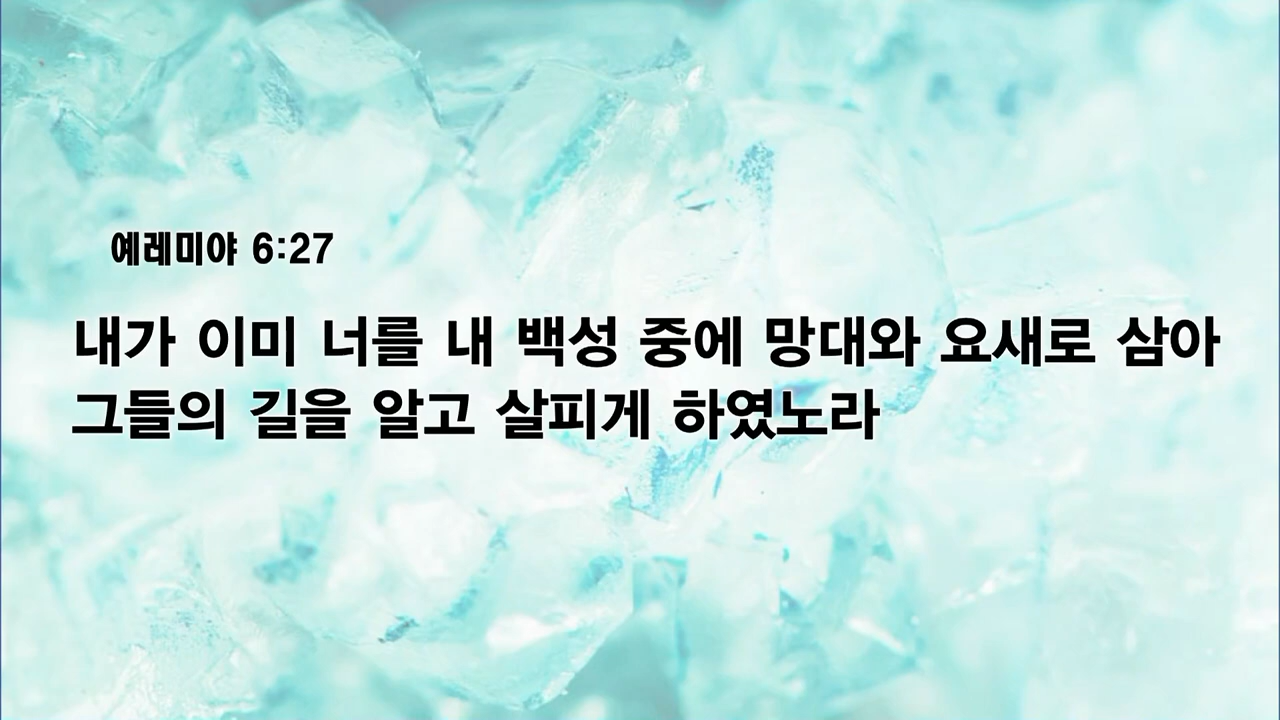 예레미야 6:27
내가 이미 너를 내 백성 중에 망대와 요새로 삼아
그들의 길을 알고 살피게 하였노라